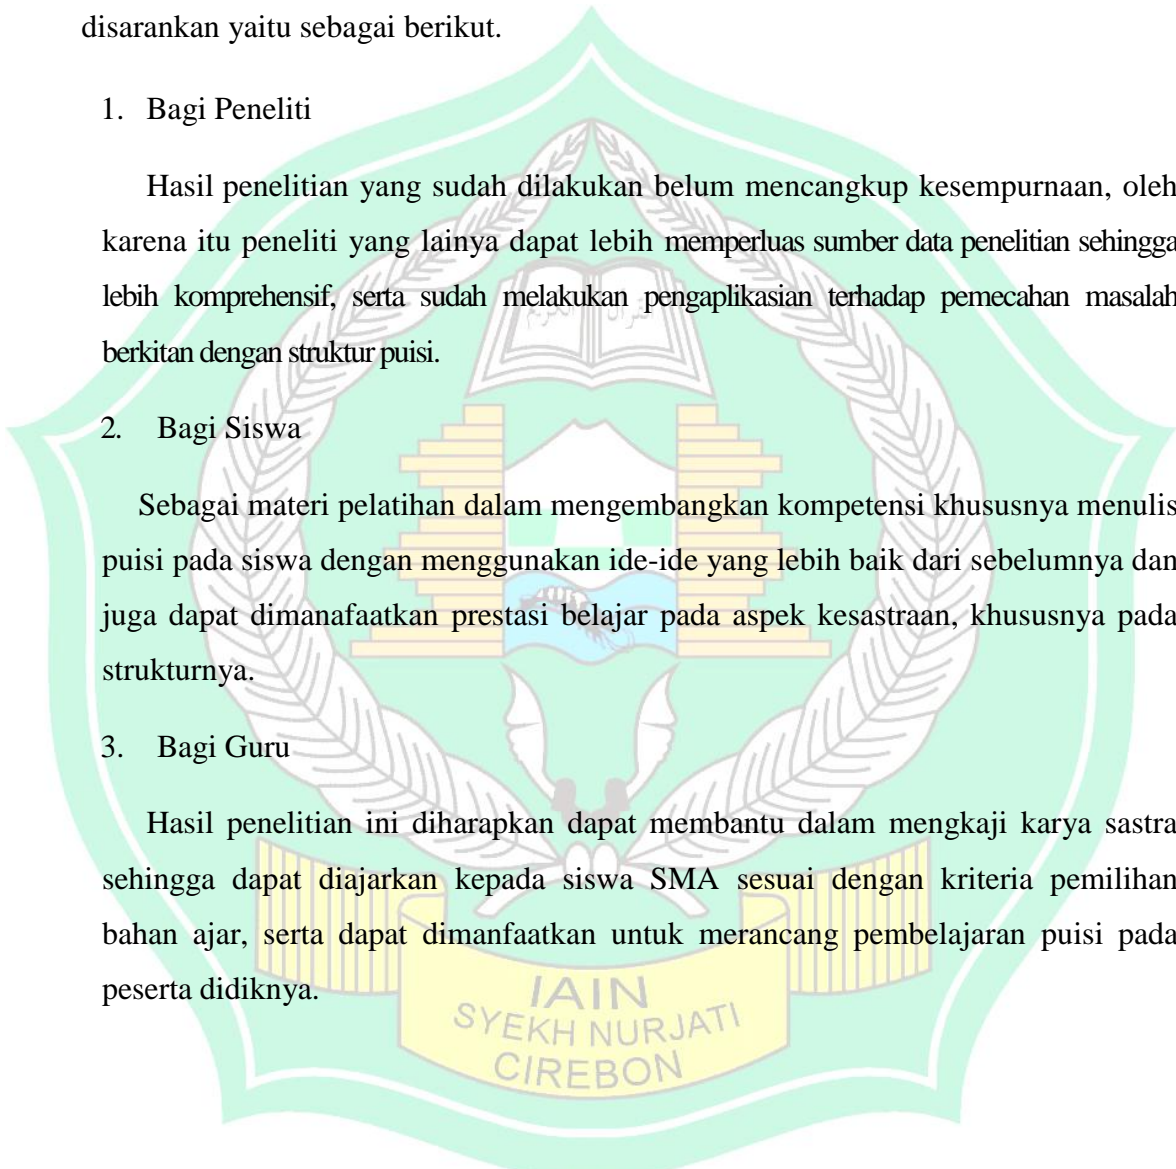 disarankan yaitu sebagai berikut.
1. Bagi Peneliti
Hasil penelitian yang sudah dilakukan belum mencangkup kesempurnaan, oleh
karena itu peneliti yang lainya dapat lebih memperluas sumber data penelitian sehingga
lebih komprehensif, serta sudah melakukan pengaplikasian terhadap pemecahan masalah
berkitan dengan struktur puisi.
2. Bagi Siswa
Sebagai materi pelatihan dalam mengembangkan kompetensi khususnya menulis
puisi pada siswa dengan menggunakan ide-ide yang lebih baik dari sebelumnya dan
juga dapat dimanafaatkan prestasi belajar pada aspek kesastraan, khususnya pada
strukturnya.
3. Bagi Guru
Hasil penelitian ini diharapkan dapat membantu dalam mengkaji karya sastra
sehingga dapat diajarkan kepada siswa SMA sesuai dengan kriteria pemilihan
bahan ajar, serta dapat dimanfaatkan untuk merancang pembelajaran puisi pada
peserta didiknya.
IAIN
SYEKH NURJATI
CIREBON